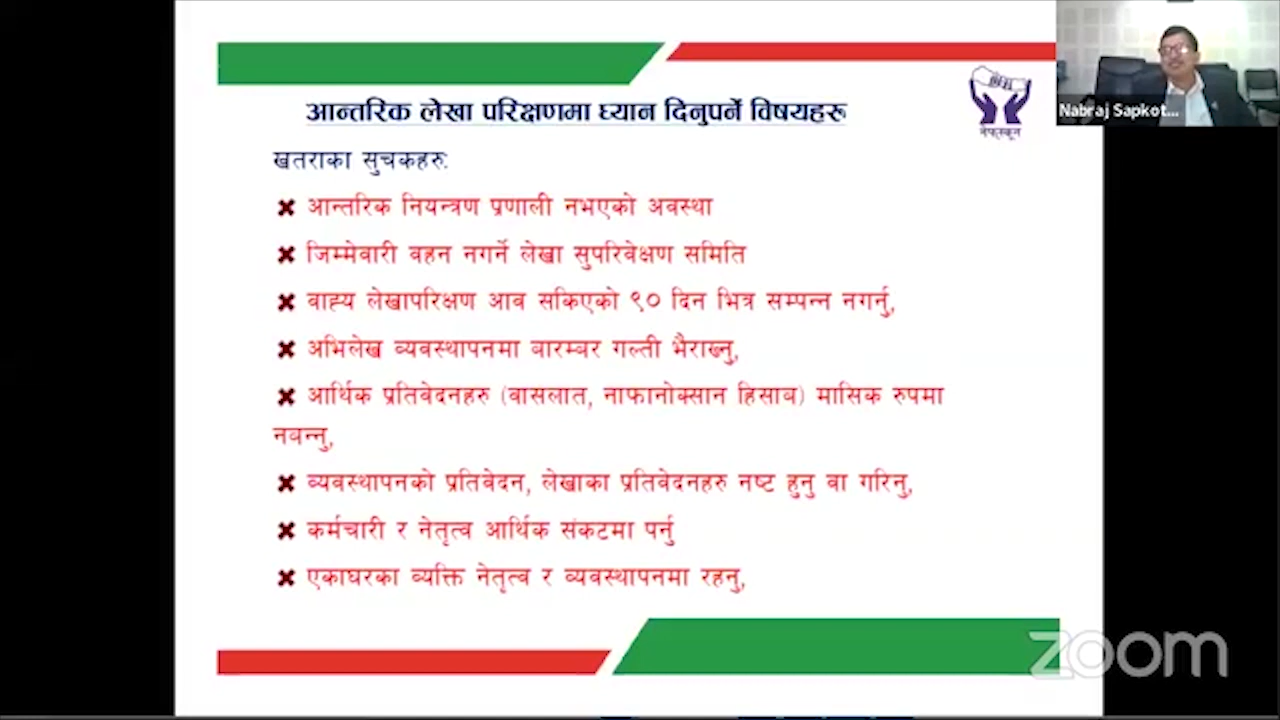 आन्तरिक लेखा परिक्षणमा ध्यान दिनुपर्ने विषयहरू
नेफ्स्कून
Nabraj Sapkot...
खतराका सुचकहरु:
✖ आन्तरिक नियन्त्रण प्रणाली नभएको अवस्था
✖ जिम्मेवारी वहन नगर्ने लेखा सुपरिवेक्षण समिति
✖ वाह्य लेखापरिक्षण आव सकिएको ९० दिन भित्र सम्पन्न नगर्नु,
✖ अभिलेख व्यवस्थापनमा बारम्बर गल्ती भैराख्नु,
✖ आर्थिक प्रतिवेदनहरु (वासलात, नाफानोक्सान हिसाब) मासिक रुपमा
नबन्नु,
✖ व्यवस्थापनको प्रतिवेदन, लेखाका प्रतिवेदनहरु नष्ट हुनु वा गरिनु,
✖ कर्मचारी र नेतृत्व आर्थिक संकटमा पर्नु
✖ एकाघरका व्यक्ति नेतृत्व र व्यवस्थापनमा रहनु,
zoom